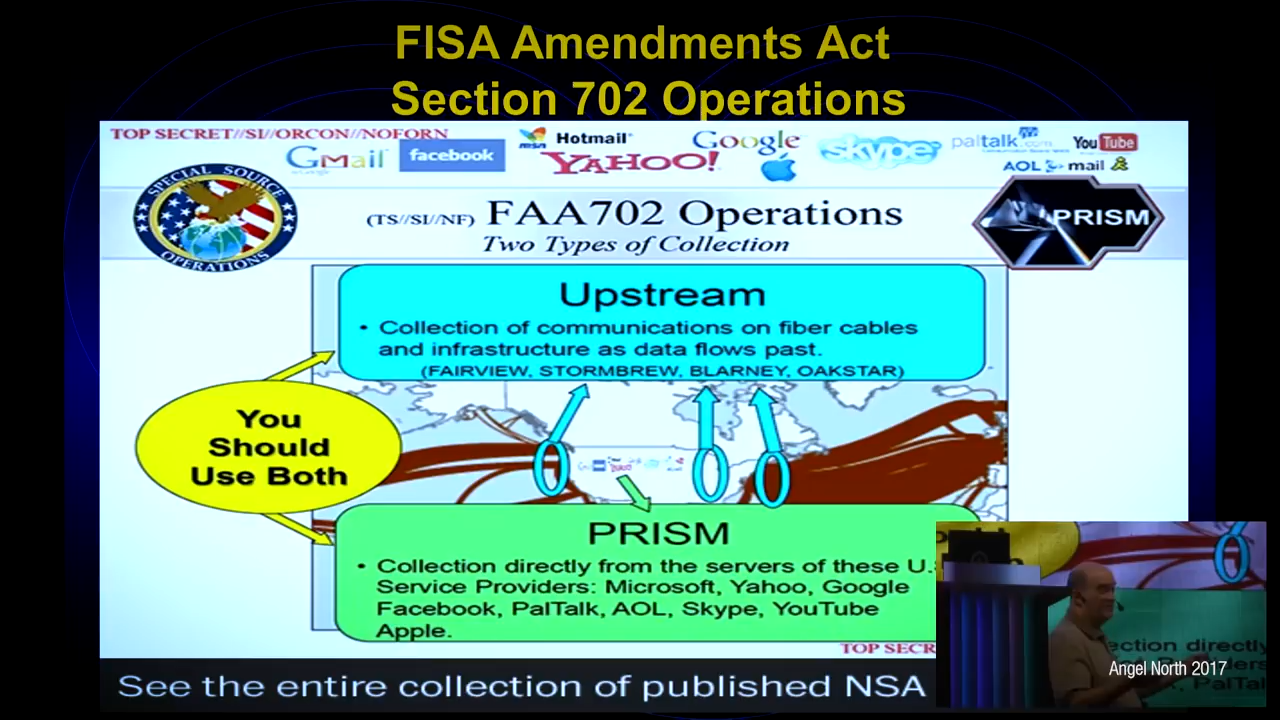 FISA Amendments Act
Section 702 Operations
TOP SECRET//SI//ORCON//NOFORN
Gmail
facebook
msn Hotmail
YAHOO!
Google
skype
paltalk.com
YouTube
AOL mail
SPECIAL SOURCE
OPERATIONS
(TS//SI//NF) FAA702 Operations
Two Types of Collection
PRISM
Upstream
• Collection of communications on fiber cables
and infrastructure as data flows past.
(FAIRVIEW, STORMBREW, BLARNEY, OAKSTAR)
You
Should
Use Both
PRISM
• Collection directly from the servers of these U.
Service Providers: Microsoft, Yahoo, Google
Facebook, PalTalk, AOL, Skype, YouTube
Apple.
TOP SECR
ection directly
Angel North 2017
See the entire collection of published NSA